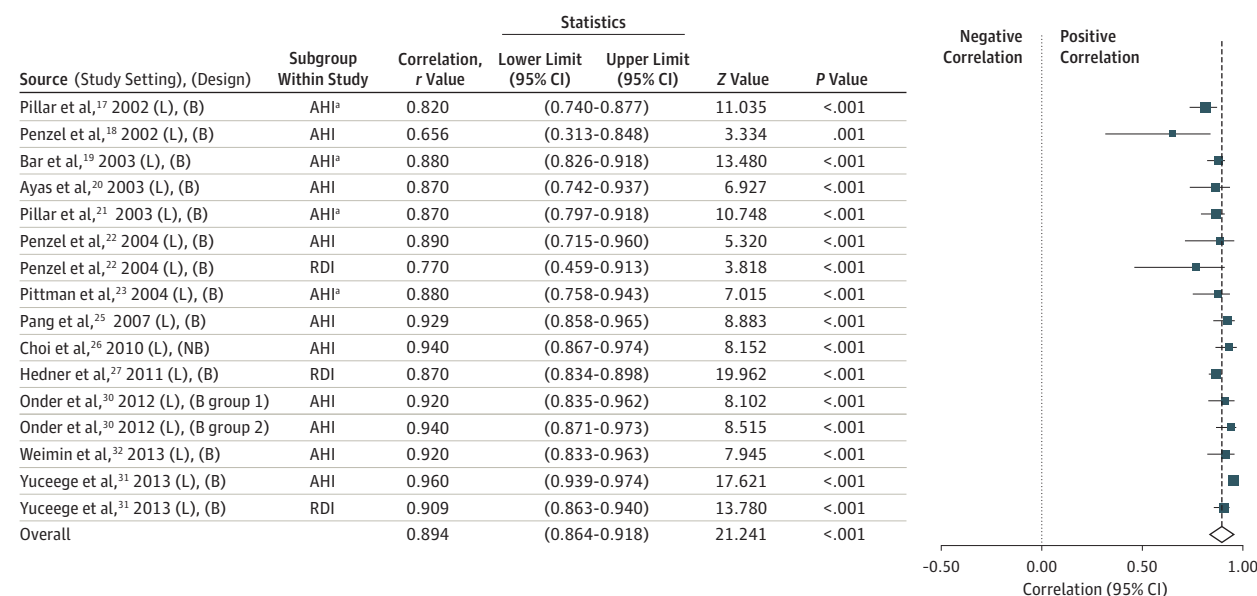 Statistics
Negative Correlation
Positive Correlation
Source (Study Setting), (Design) Subgroup Within Study Correlation, r Value Lower Limit (95% CI) Upper Limit (95% CI) Z Value P Value
Pillar et al,17 2002 (L), (B) AHIa 0.820 (0.740-0.877) 11.035 <.001
Penzel et al,18 2002 (L), (B) AHI 0.656 (0.313-0.848) 3.334 .001
Bar et al,19 2003 (L), (B) AHIa 0.880 (0.826-0.918) 13.480 <.001
Ayas et al,20 2003 (L), (B) AHI 0.870 (0.742-0.937) 6.927 <.001
Pillar et al,21 2003 (L), (B) AHIa 0.870 (0.797-0.918) 10.748 <.001
Penzel et al,22 2004 (L), (B) AHI 0.890 (0.715-0.960) 5.320 <.001
Penzel et al,22 2004 (L), (B) RDI 0.770 (0.459-0.913) 3.818 <.001
Pittman et al,23 2004 (L), (B) AHIa 0.880 (0.758-0.943) 7.015 <.001
Pang et al,25 2007 (L), (B) AHI 0.929 (0.858-0.965) 8.883 <.001
Choi et al,26 2010 (L), (NB) AHI 0.940 (0.867-0.974) 8.152 <.001
Hedner et al,27 2011 (L), (B) RDI 0.870 (0.834-0.898) 19.962 <.001
Onder et al,30 2012 (L), (B group 1) AHI 0.920 (0.835-0.962) 8.102 <.001
Onder et al,30 2012 (L), (B group 2) AHI 0.940 (0.871-0.973) 8.515 <.001
Weimin et al,32 2013 (L), (B) AHI 0.920 (0.833-0.963) 7.945 <.001
Yuceege et al,31 2013 (L), (B) AHI 0.960 (0.939-0.974) 17.621 <.001
Yuceege et al,31 2013 (L), (B) RDI 0.909 (0.863-0.940) 13.780 <.001
Overall 0.894 (0.864-0.918) 21.241 <.001
-0.50 0.00 0.50 1.00
Correlation (95% CI)